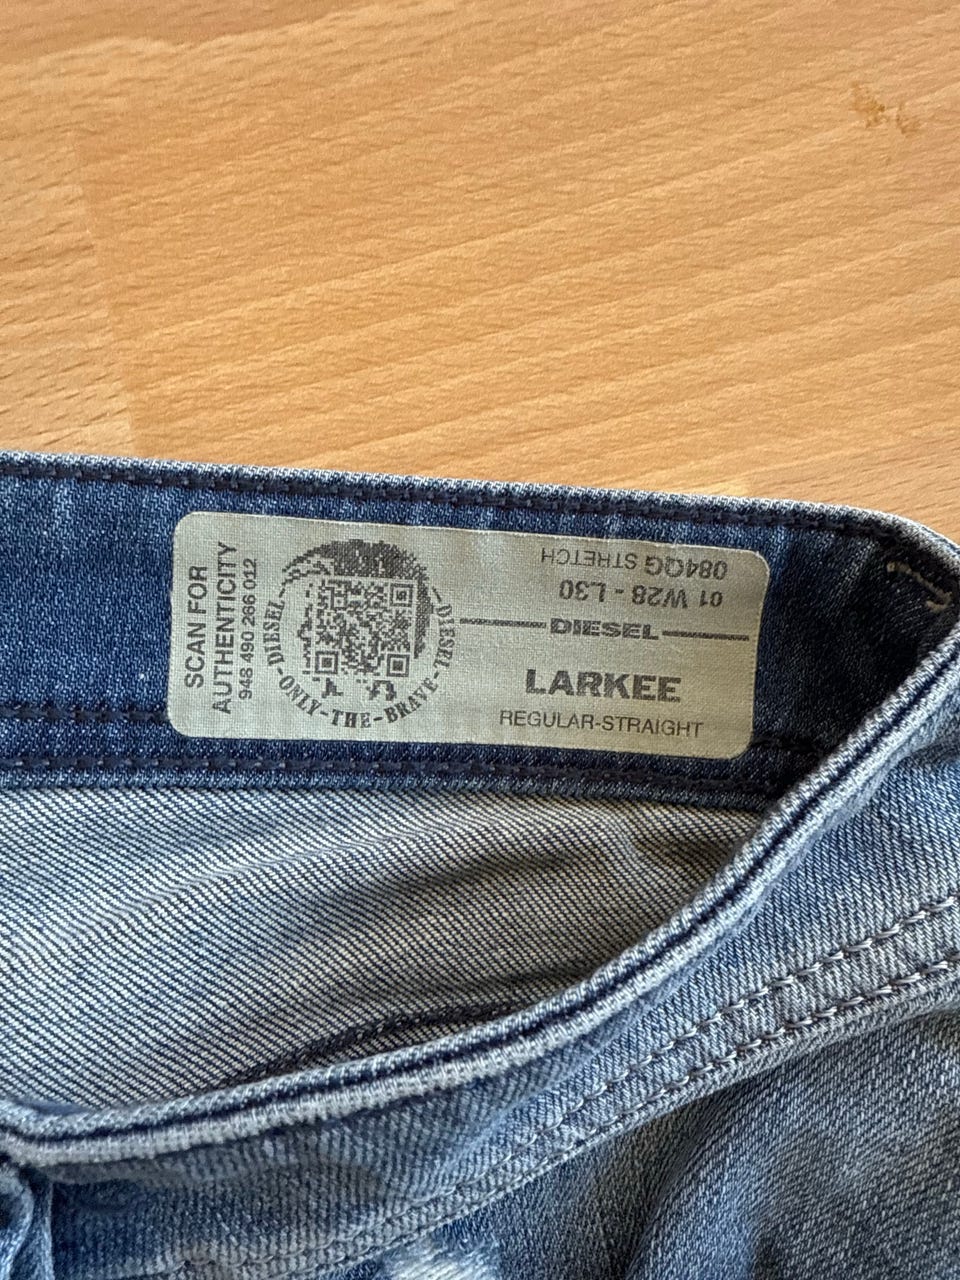 SCAN FOR
AUTHENTICITY
948 490 266 012
DIESEL-ONLY-THE-BRAVE-DIESEL
084QG STRETCH
01 W28 - L30
DIESEL
LARKEE
REGULAR-STRAIGHT